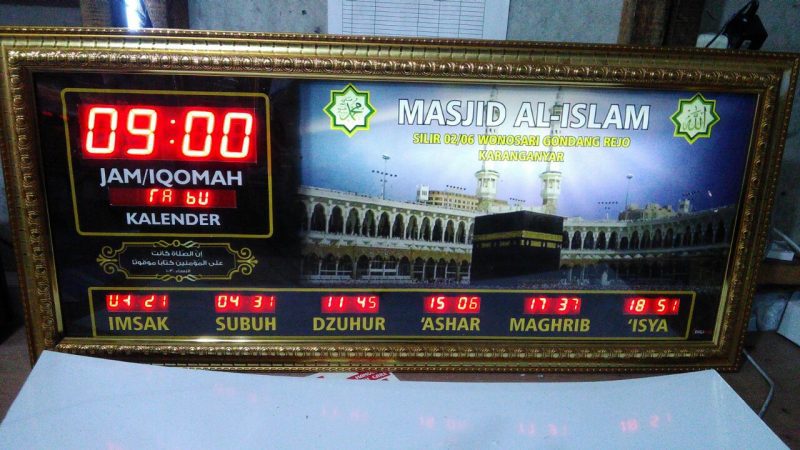 09:00
JAM/IQOMAH
RABU
KALENDER
إن الصلاة كانت
على المؤمنين كتابا موقوتا
محمد
MASJID AL-ISLAM
SILIR 02/06 WONOSARI GONDANG REJO
KARANGANYAR
الله
04 21
04 31
11 45
15 06
17 37
18 51
IMSAK
SUBUH
DZUHUR
'ASHAR
MAGHRIB
'ISYA